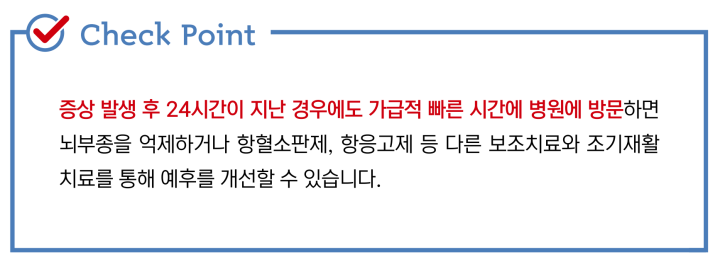 Check Point
증상 발생 후 24시간이 지난 경우에도 가급적 빠른 시간에 병원에 방문하면
뇌부종을 억제하거나 항혈소판제, 항응고제 등 다른 보조치료와 조기재활
치료를 통해 예후를 개선할 수 있습니다.